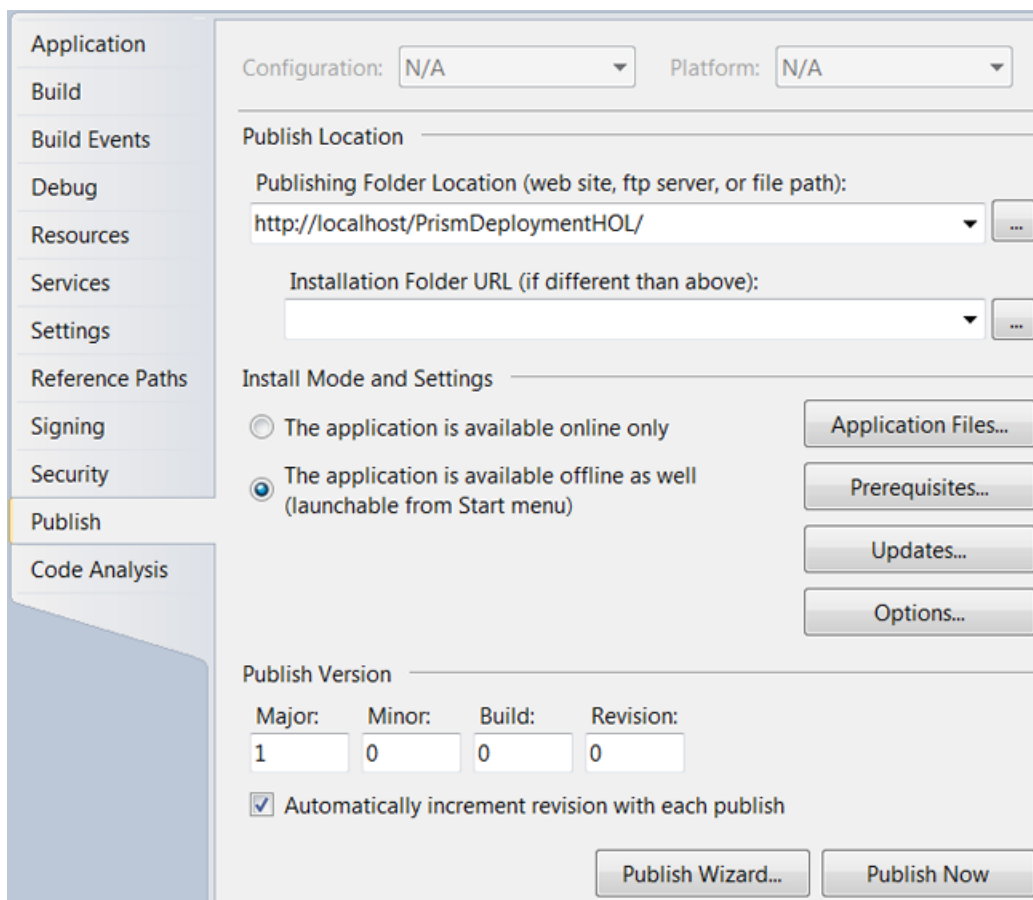 Application
Build
Build Events
Debug
Resources
Services
Settings
Reference Paths
Signing
Security
Publish
Code Analysis
Configuration: N/A Platform: N/A
Publish Location
Publishing Folder Location (web site, ftp server, or file path):
http://localhost/PrismDeploymentHOL/ ...
Installation Folder URL (if different than above):
...
Install Mode and Settings
The application is available online only
The application is available offline as well
(launchable from Start menu)
Application Files...
Prerequisites...
Updates...
Options...
Publish Version
Major: Minor: Build: Revision:
1 0 0 0
Automatically increment revision with each publish
Publish Wizard... Publish Now